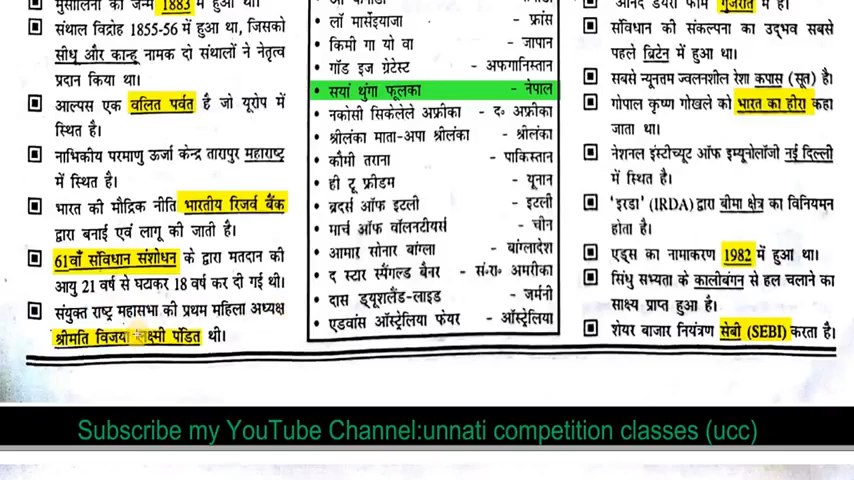 मुसोलिनी का जन्म 1883 में हुआ था।
संथाल विद्रोह 1855-56 में हुआ था, जिसको
सीधू और कान्हू नामक दो संथालों ने नेतृत्व
प्रदान किया था।
आल्पस एक वलित पर्वत है जो यूरोप में
स्थित है।
नाभिकीय परमाणु ऊर्जा केन्द्र तारापुर महाराष्ट्र
में स्थित है।
भारत की मौद्रिक नीति भारतीय रिजर्व बैंक
द्वारा बनाई एवं लागू की जाती है।
61वाँ संविधान संशोधन के द्वारा मतदान की
आयु 21 वर्ष से घटाकर 18 वर्ष कर दी गई थी।
संयुक्त राष्ट्र महासभा की प्रथम महिला अध्यक्ष
श्रीमति विजया लक्ष्मी पंडित थी।
लॉ मार्सेइयाजा - फ्रांस
किमी गा यो वा - जापान
गॉड इज ग्रेटेस्ट - अफगानिस्तान
सयां थुंगा फूलका - नेपाल
नकोसी सिकेलेले अफ्रीका - द॰ अफ्रीका
श्रीलंका माता-अपा श्रीलंका - श्रीलंका
कौमी तराना - पाकिस्तान
ही टू फ्रीडम - यूनान
ब्रदर्स ऑफ इटली - इटली
मार्च ऑफ वॉलनटीयर्स - चीन
आमार सोनार बांग्ला - बांग्लादेश
द स्टार स्पैंगल्ड बैनर - सं॰रा॰ अमरीका
दास ड्यूशलैंड-लाइड - जर्मनी
एडवांस ऑस्ट्रेलिया फेयर - ऑस्ट्रेलिया
आनंद डेयरी फार्म गुजरात में है।
संविधान की संकल्पना का उद्भव सबसे
पहले ब्रिटेन में हुआ था।
सबसे न्यूनतम ज्वलनशील रेशा कपास (सूत) है।
गोपाल कृष्ण गोखले को भारत का हीरा कहा
जाता था।
नेशनल इंस्टीच्यूट ऑफ इम्यूनोलॉजी नई दिल्ली
में स्थित है।
'इरडा' (IRDA) द्वारा बीमा क्षेत्र का विनियमन
होता है।
एड्स का नामाकरण 1982 में हुआ था।
सिंधु सभ्यता के कालीबंगन से हल चलाने का
साक्ष्य प्राप्त हुआ है।
शेयर बाजार नियंत्रण सेबी (SEBI) करता है।
Subscribe my YouTube Channel:unnati competition classes (ucc)